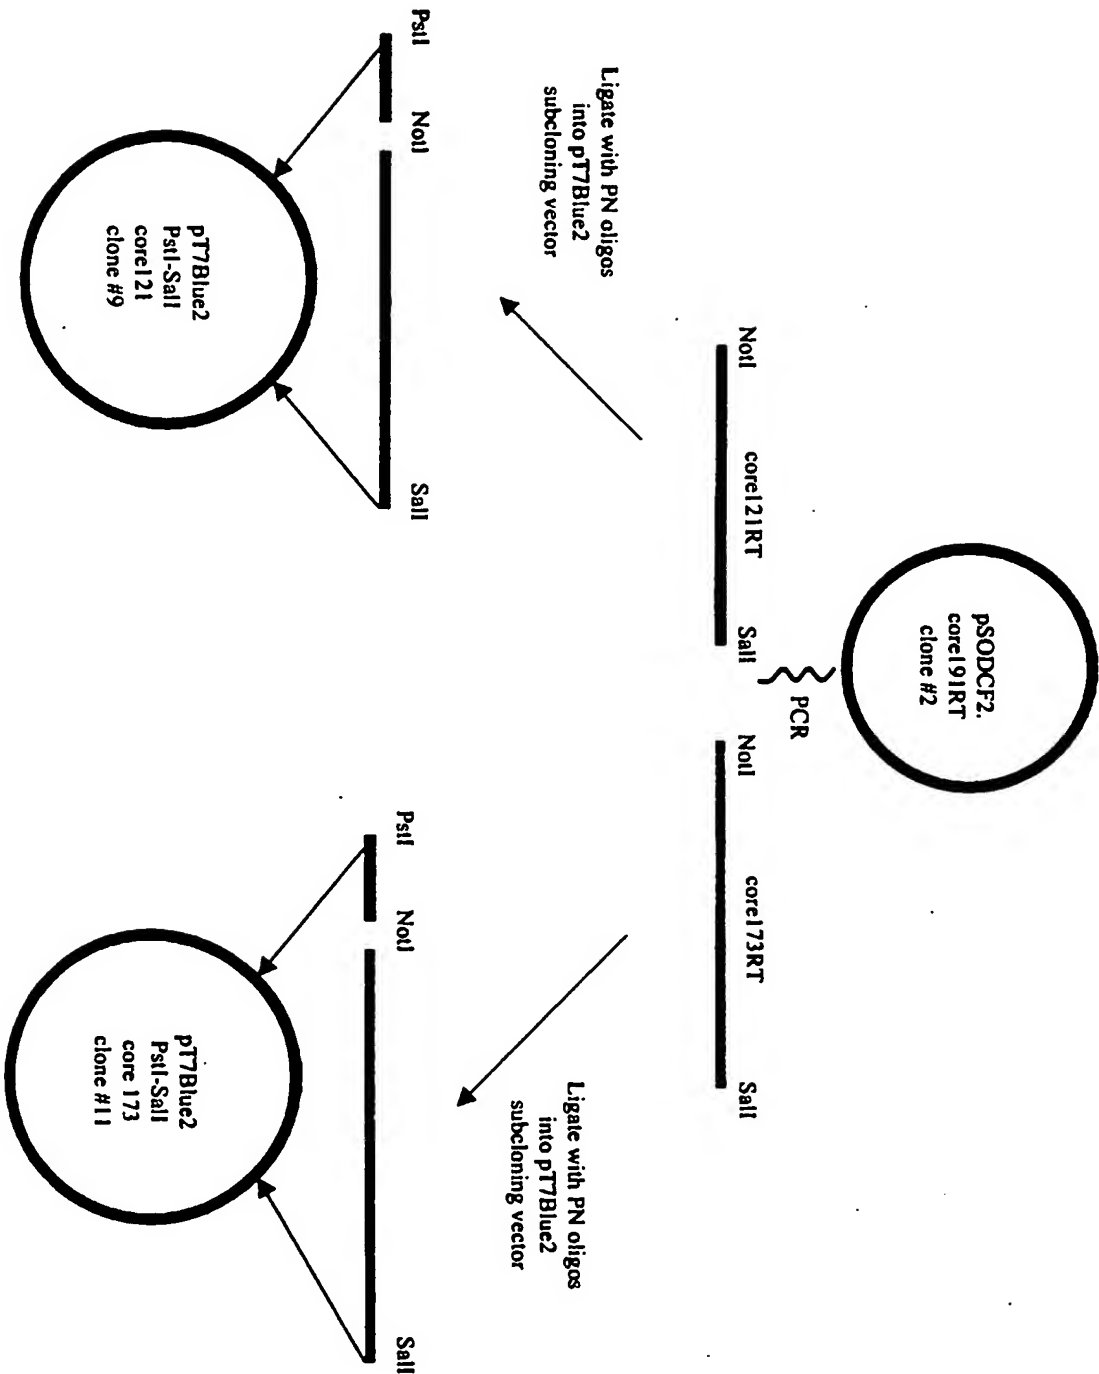 pSODCF2.
core191RT
clone #2
PCR
NotI
core121RT
SalI
NotI
core173RT
SalI
Ligate with PN oligos
into pT7Blue2
subcloning vector
Ligate with PN oligos
into pT7Blue2
subcloning vector
PstI
NotI
SalI
PstI
NotI
SalI
pT7Blue2
PstI-SalI
core121
clone #9
pT7Blue2
PstI-SalI
core 173
clone #11